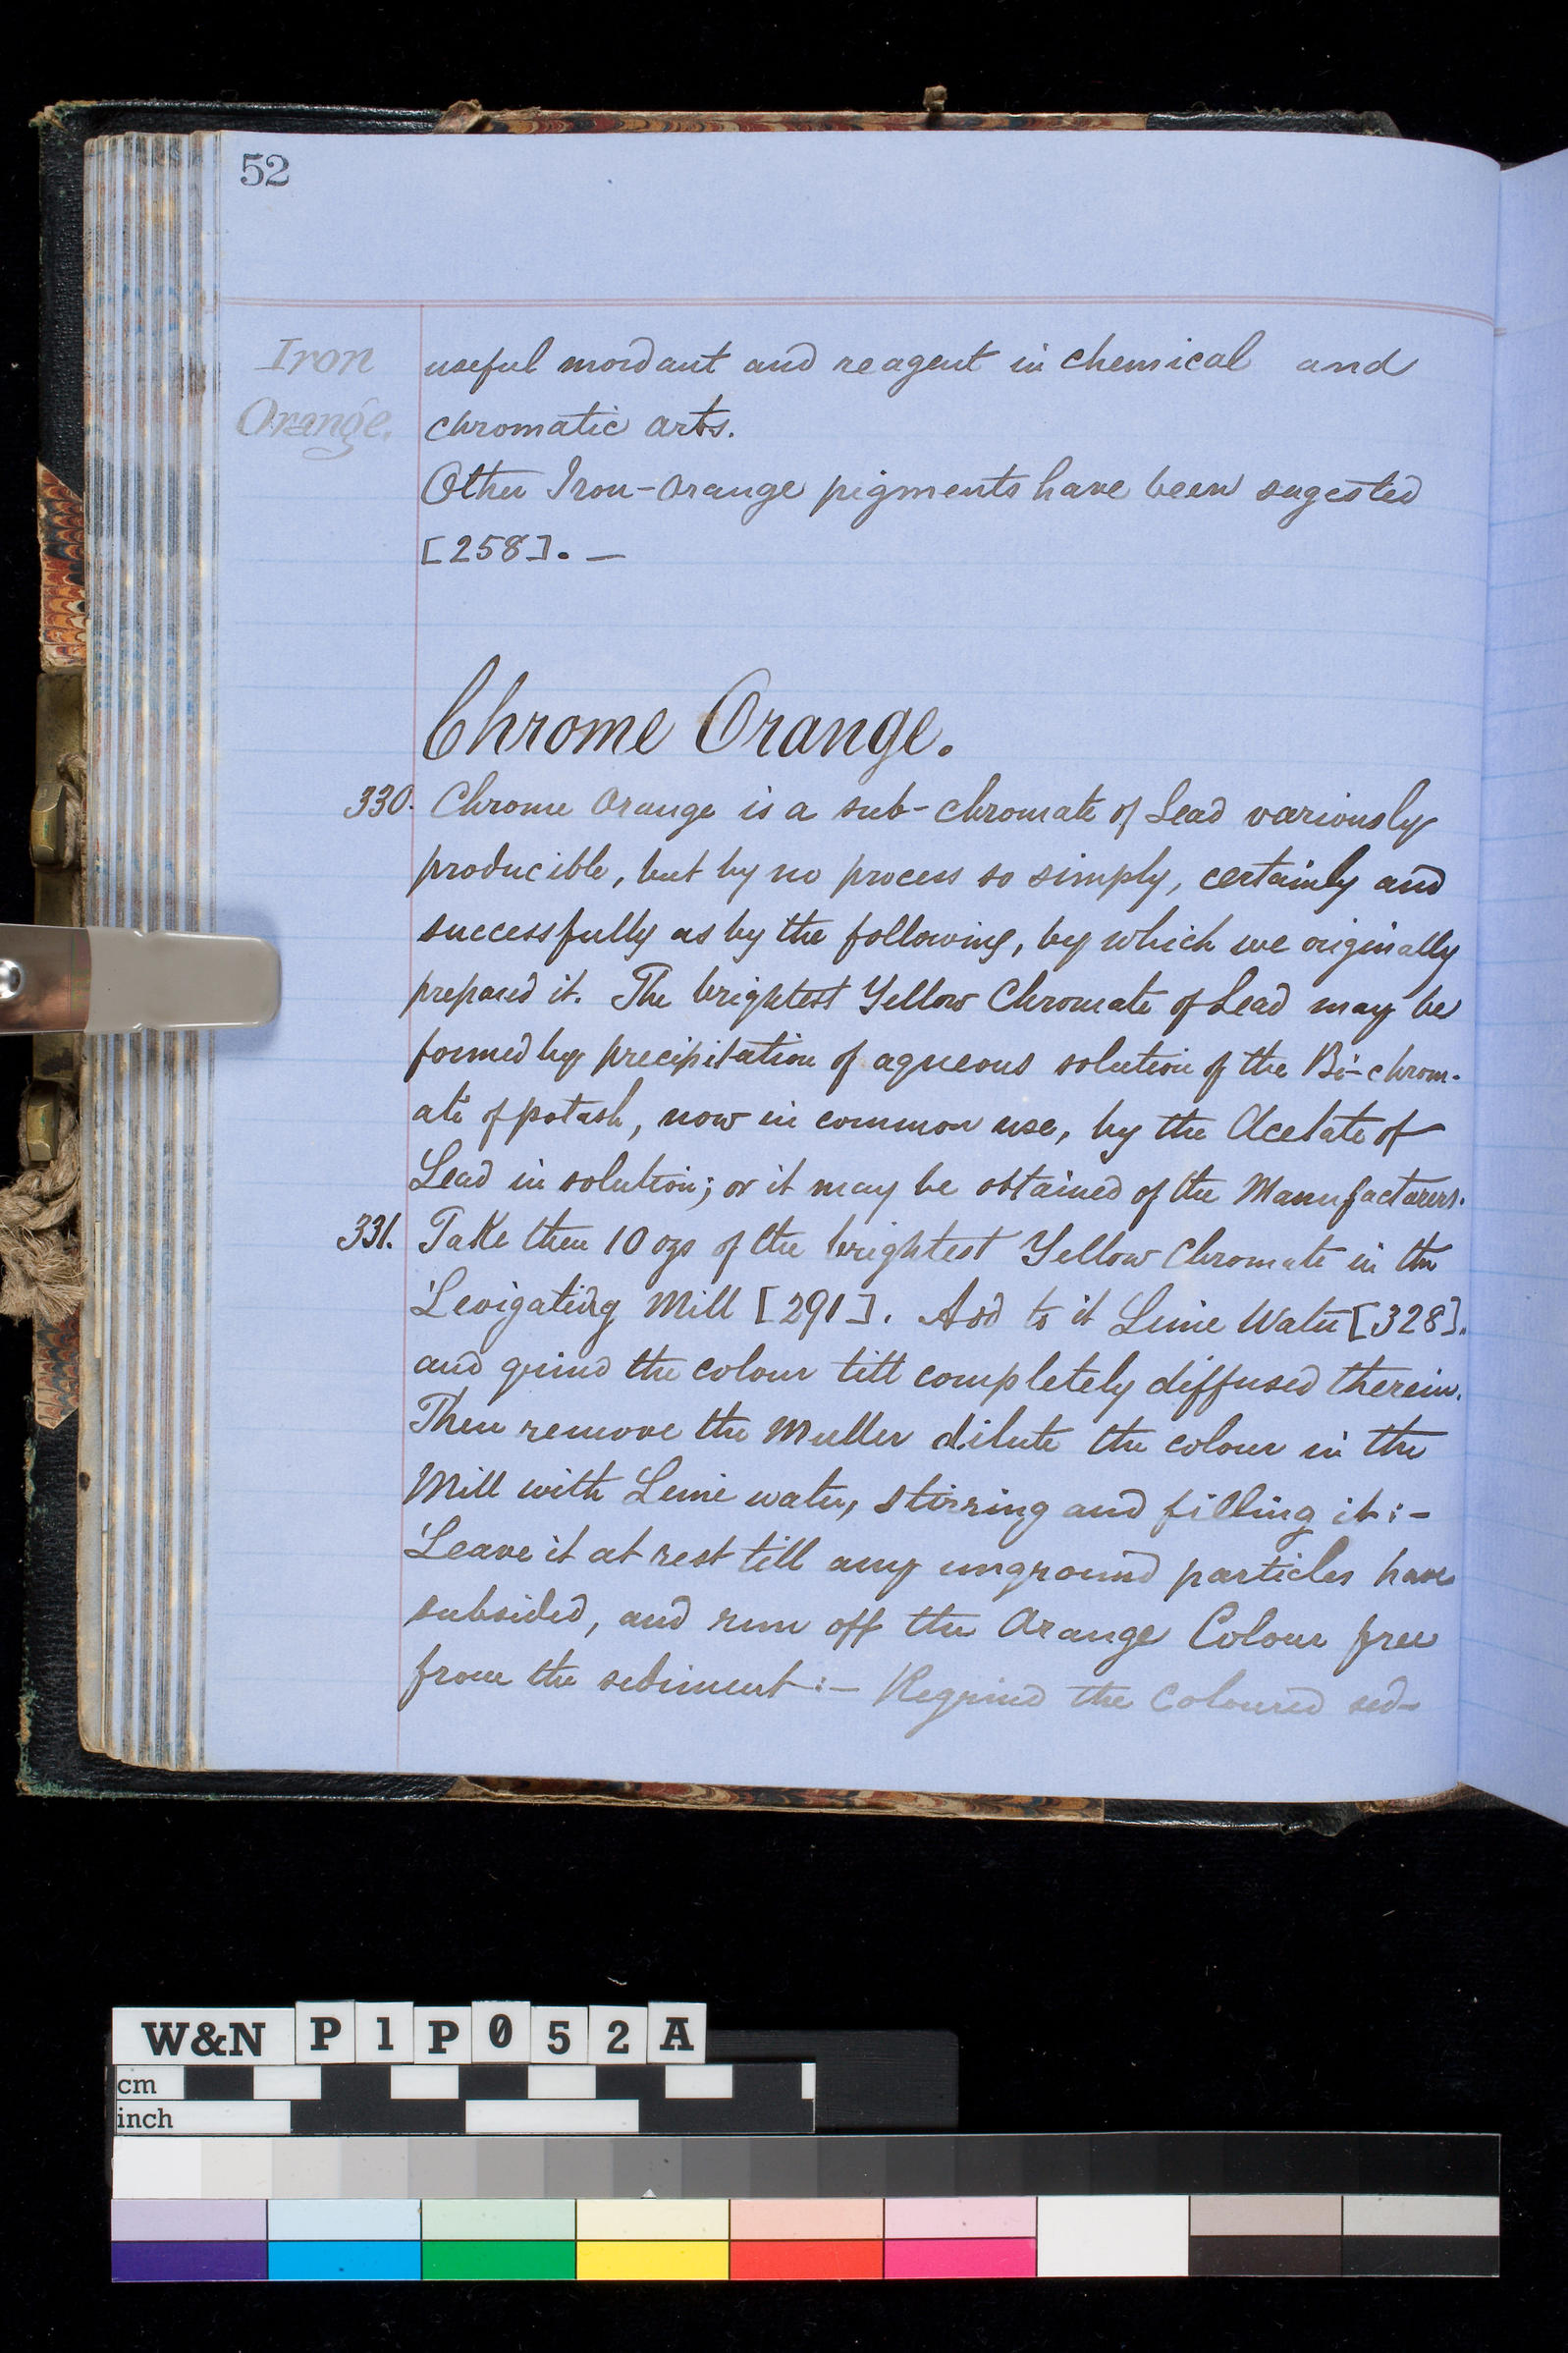 52
Iron
Orange.
useful mordant and reagent in chemical and
chromatic arts.
Other Iron-orange pigments have been sugested
[258]. —
Chrome Orange.
330. Chrome Orange is a sub-chromate of Lead variously
producible, but by no process so simply, certainly and
successfully as by the following, by which we originally
prepared it. The brightest Yellow Chromate of Lead may be
formed by precipitation of aqueous solution of the Bi-chrom-
ate of potash, now in common use, by the Acetate of
Lead in solution; or it may be obtained of the Manufacturers.
331. Take then 10 ozs of the brightest Yellow Chromate in the
Levigating Mill [291]. Add to it Lime Water [328].
and grind the colour till completely diffused therein.
Then remove the Muller dilute the colour in the
Mill with Lime water, stirring and filling it:-
Leave it at rest till any unground particles have
subsided, and run off the Orange Colour free
from the sediment:- Regrind the Coloured sed-
W&N P1P052A
cm
inch